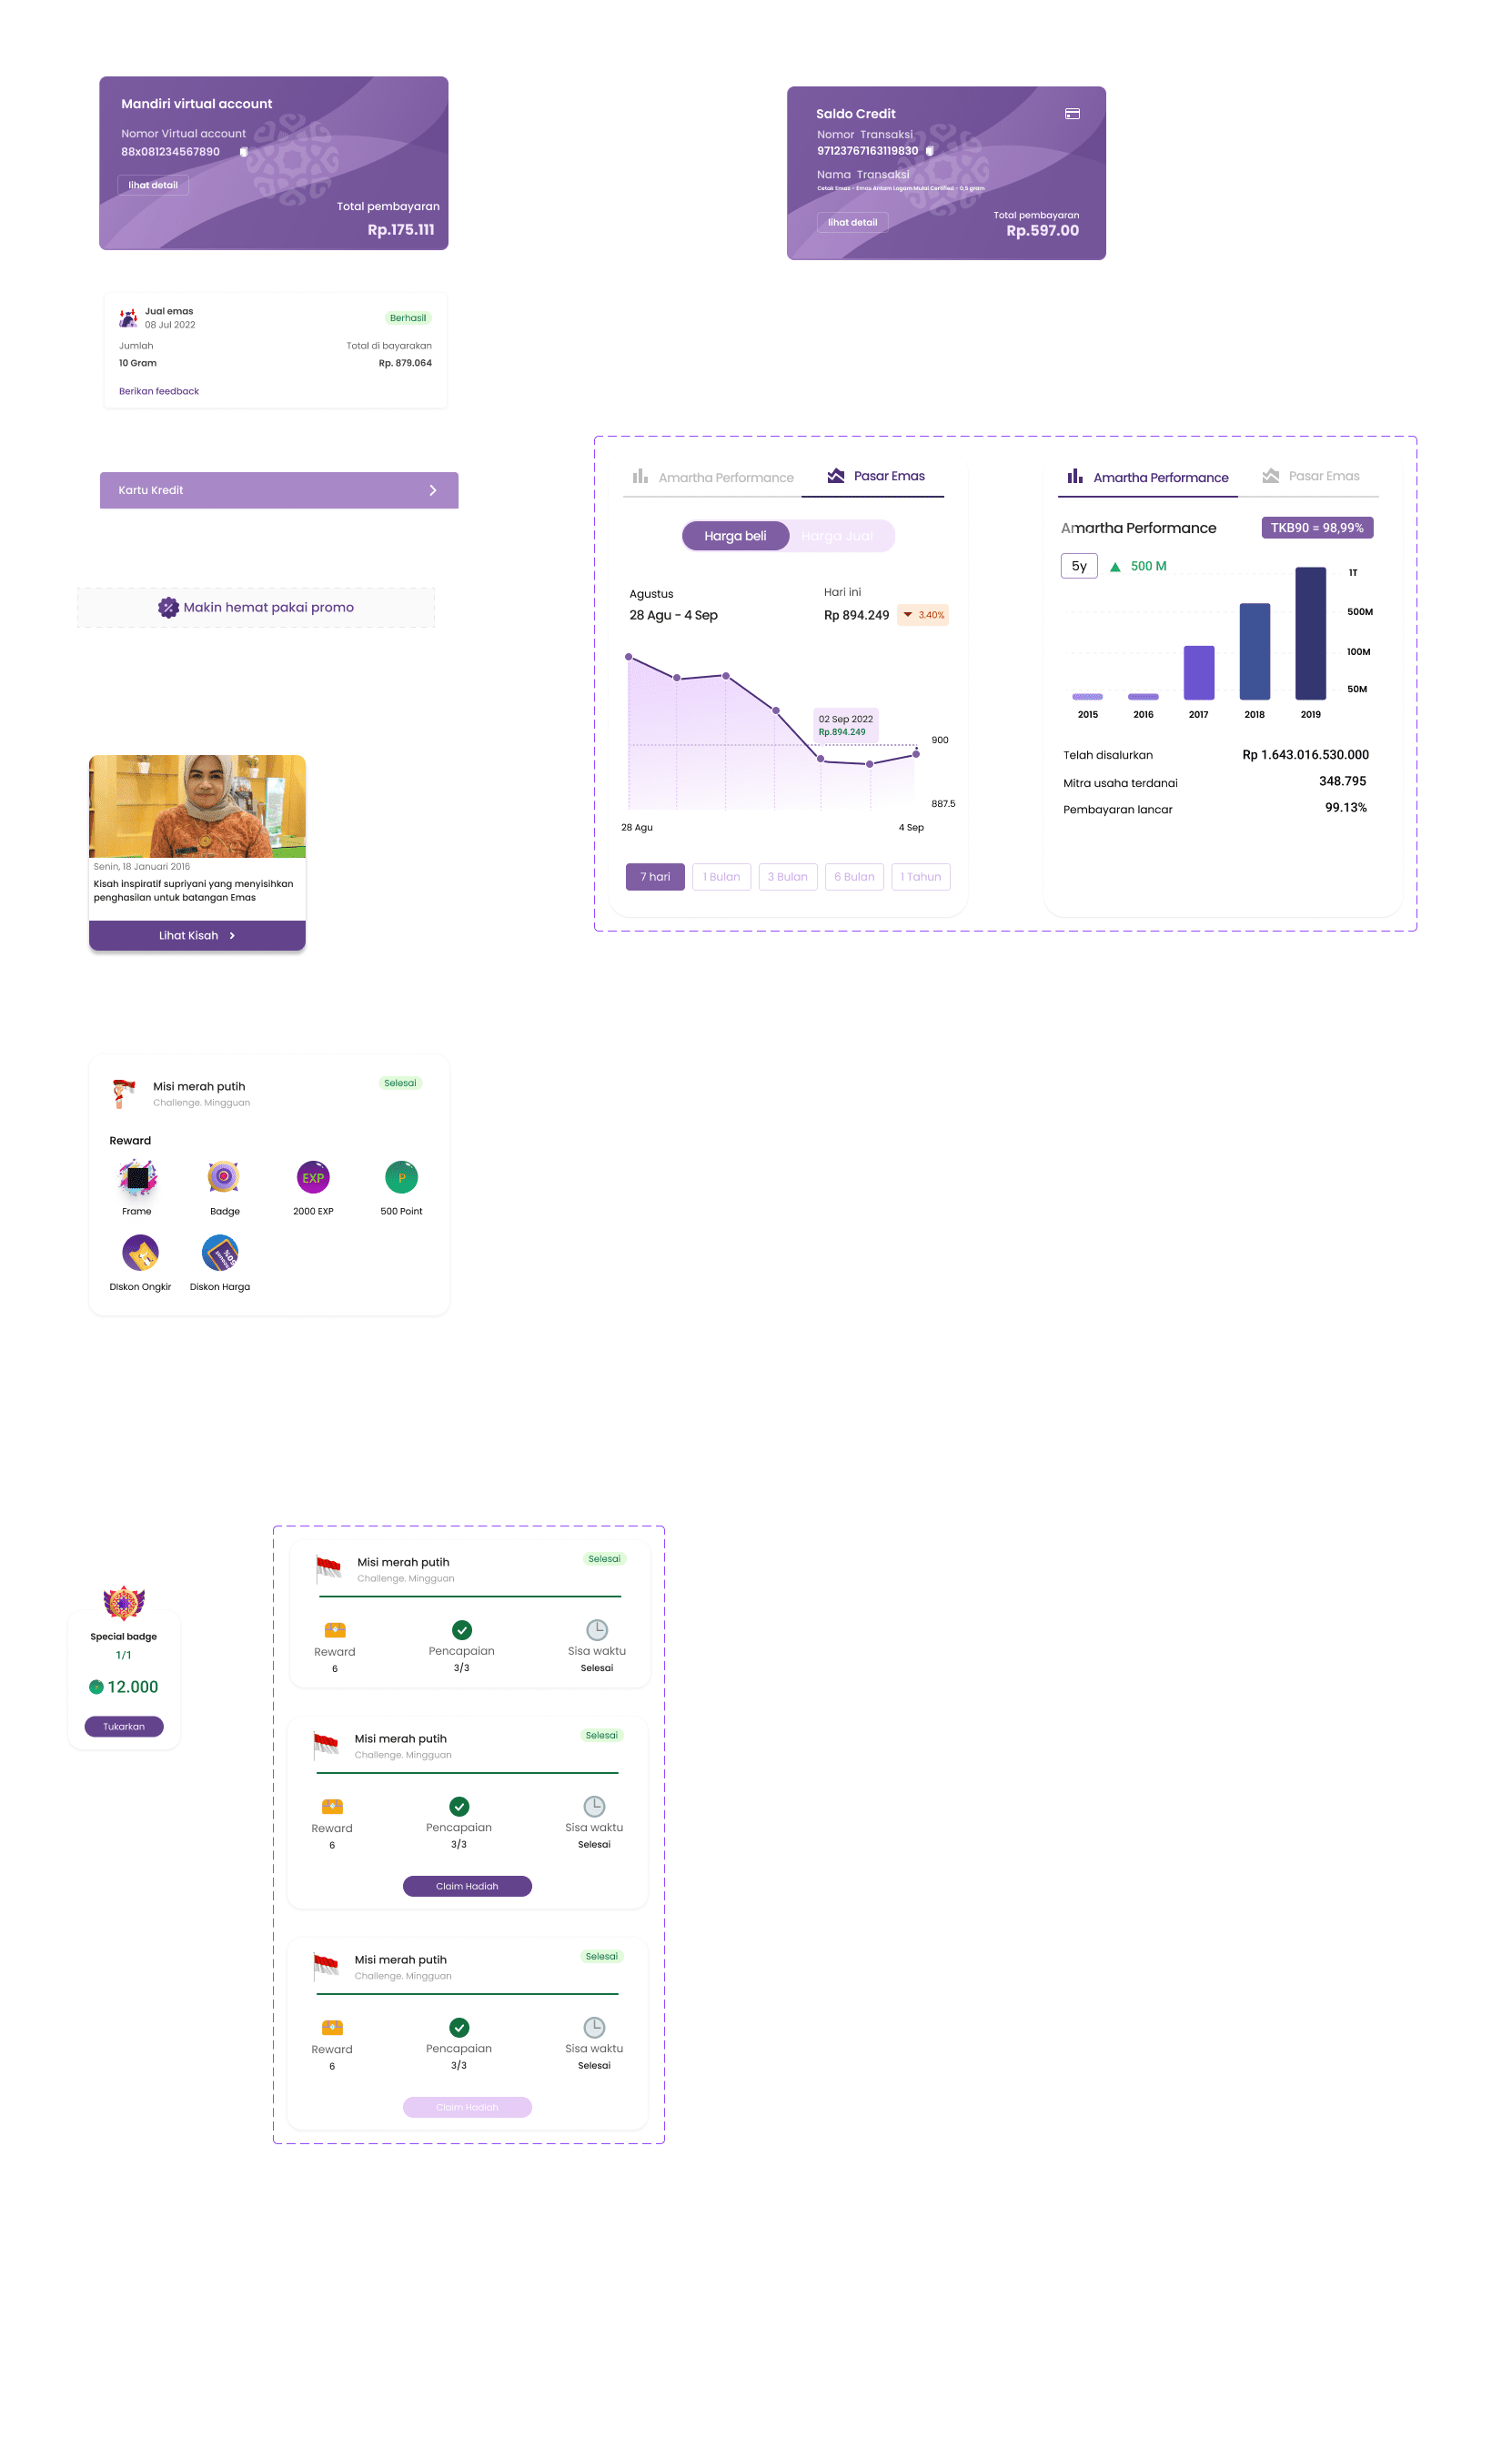 Mandiri virtual account
Nomor Virtual account
88x081234567890
lihat detail
Total pembayaran
Rp.175.111
Saldo Credit
Nomor Transaksi
97123767163119830
Nama Transaksi
Cetak Emas - Emas Antam Logam Mulai Certified - 0,5 gram
lihat detail
Total pembayaran
Rp.597.00
Jual emas
08 Jul 2022
Berhasil
Jumlah
Total di bayarakan
10 Gram
Rp. 879.064
Berikan feedback
Kartu Kredit
Makin hemat pakai promo
Amartha Performance
Pasar Emas
Harga beli
Harga Jual
Agustus
28 Agu - 4 Sep
Hari ini
Rp 894.249
3.40%
02 Sep 2022
Rp.894.249
900
887.5
28 Agu
4 Sep
7 hari
1 Bulan
3 Bulan
6 Bulan
1 Tahun
Amartha Performance
Pasar Emas
Amartha Performance
TKB90 = 98,99%
5y
500 M
1T
500M
100M
50M
2015
2016
2017
2018
2019
Telah disalurkan
Rp 1.643.016.530.000
Mitra usaha terdanai
348.795
Pembayaran lancar
99.13%
Senin, 18 Januari 2016
Kisah inspiratif supriyani yang menyisihkan
penghasilan untuk batangan Emas
Lihat Kisah
Misi merah putih
Challenge. Mingguan
Selesai
Reward
EXP
P
Frame
Badge
2000 EXP
500 Point
50%
DIskon Ongkir
Diskon Harga
Special badge
1/1
12.000
Tukarkan
Misi merah putih
Challenge. Mingguan
Selesai
Reward
6
Pencapaian
3/3
Sisa waktu
Selesai
Misi merah putih
Challenge. Mingguan
Selesai
Reward
6
Pencapaian
3/3
Sisa waktu
Selesai
Claim Hadiah
Misi merah putih
Challenge. Mingguan
Selesai
Reward
6
Pencapaian
3/3
Sisa waktu
Selesai
Claim Hadiah